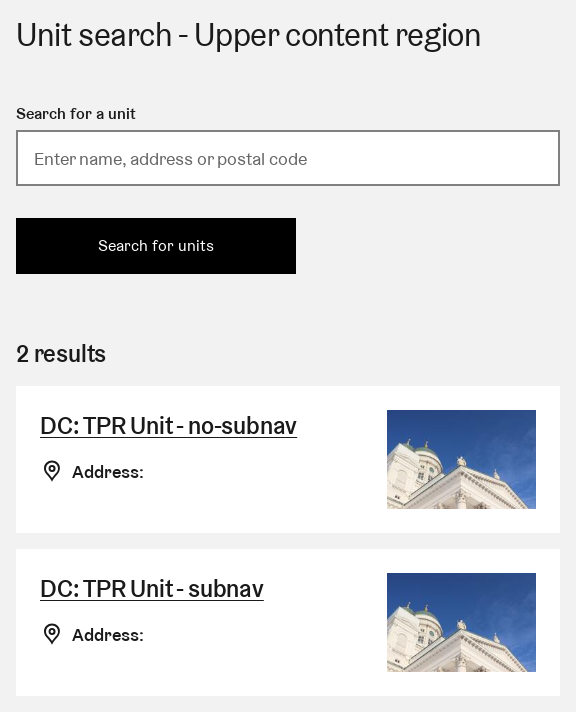 Unit search - Upper content region
Search for a unit
Enter name, address or postal code
Search for units
2 results
DC: TPR Unit - no-subnav
Address:
DC: TPR Unit - subnav
Address: